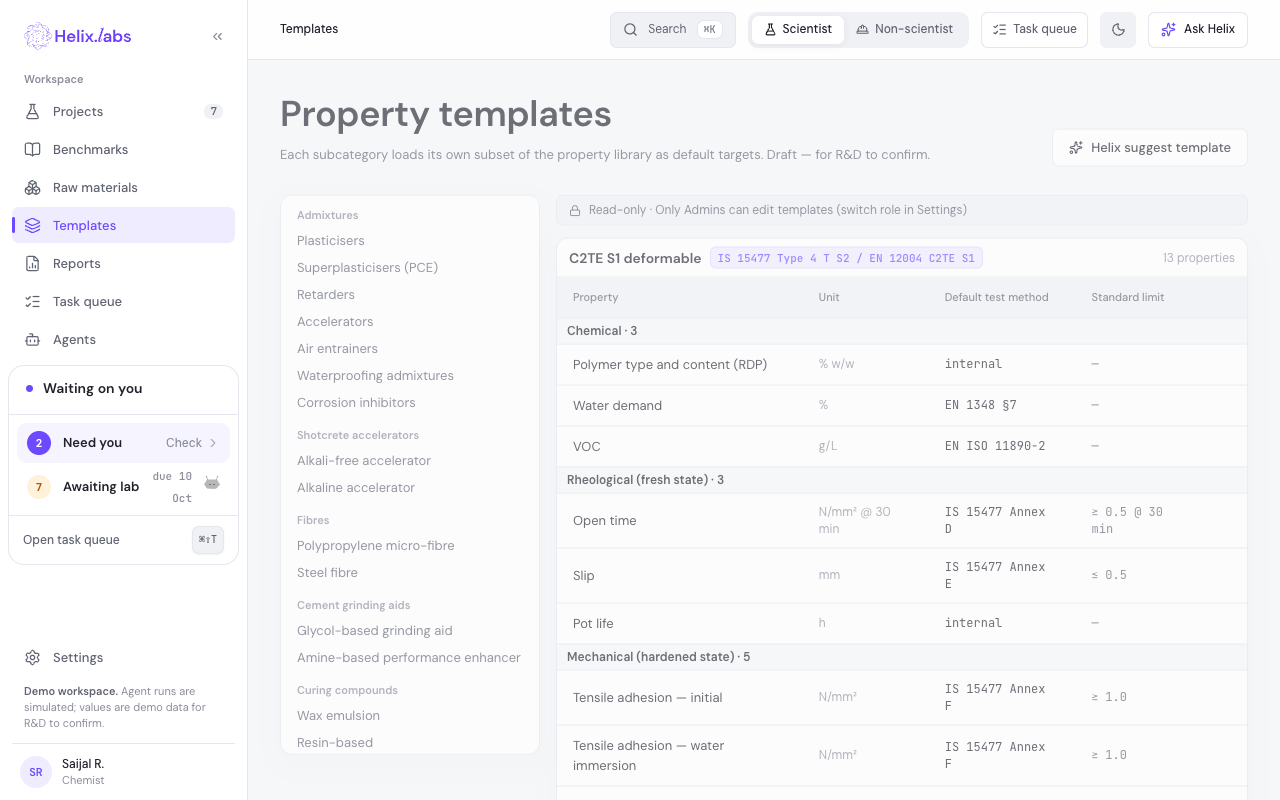 Helix.labs
Workspace
Projects 7
Benchmarks
Raw materials
Templates
Reports
Task queue
Agents
Waiting on you
2 Need you Check
7 Awaiting lab due 10 Oct
Open task queue ⌘⇧T
Settings
Demo workspace. Agent runs are
simulated; values are demo data for
R&D to confirm.
SR Saijal R.
Chemist
Templates
Search ⌘K
Scientist
Non-scientist
Task queue
Ask Helix
Property templates
Each subcategory loads its own subset of the property library as default targets. Draft — for R&D to confirm.
Helix suggest template
Admixtures
Plasticisers
Superplasticisers (PCE)
Retarders
Accelerators
Air entrainers
Waterproofing admixtures
Corrosion inhibitors
Shotcrete accelerators
Alkali-free accelerator
Alkaline accelerator
Fibres
Polypropylene micro-fibre
Steel fibre
Cement grinding aids
Glycol-based grinding aid
Amine-based performance enhancer
Curing compounds
Wax emulsion
Resin-based
Read-only · Only Admins can edit templates (switch role in Settings)
C2TE S1 deformable IS 15477 Type 4 T S2 / EN 12004 C2TE S1 13 properties
Property Unit Default test method Standard limit
Chemical · 3
Polymer type and content (RDP) % w/w internal —
Water demand % EN 1348 §7 —
VOC g/L EN ISO 11890-2 —
Rheological (fresh state) · 3
Open time N/mm² @ 30 min IS 15477 Annex D ≥ 0.5 @ 30 min
Slip mm IS 15477 Annex E ≤ 0.5
Pot life h internal —
Mechanical (hardened state) · 5
Tensile adhesion — initial N/mm² IS 15477 Annex F ≥ 1.0
Tensile adhesion — water immersion N/mm² IS 15477 Annex F ≥ 1.0